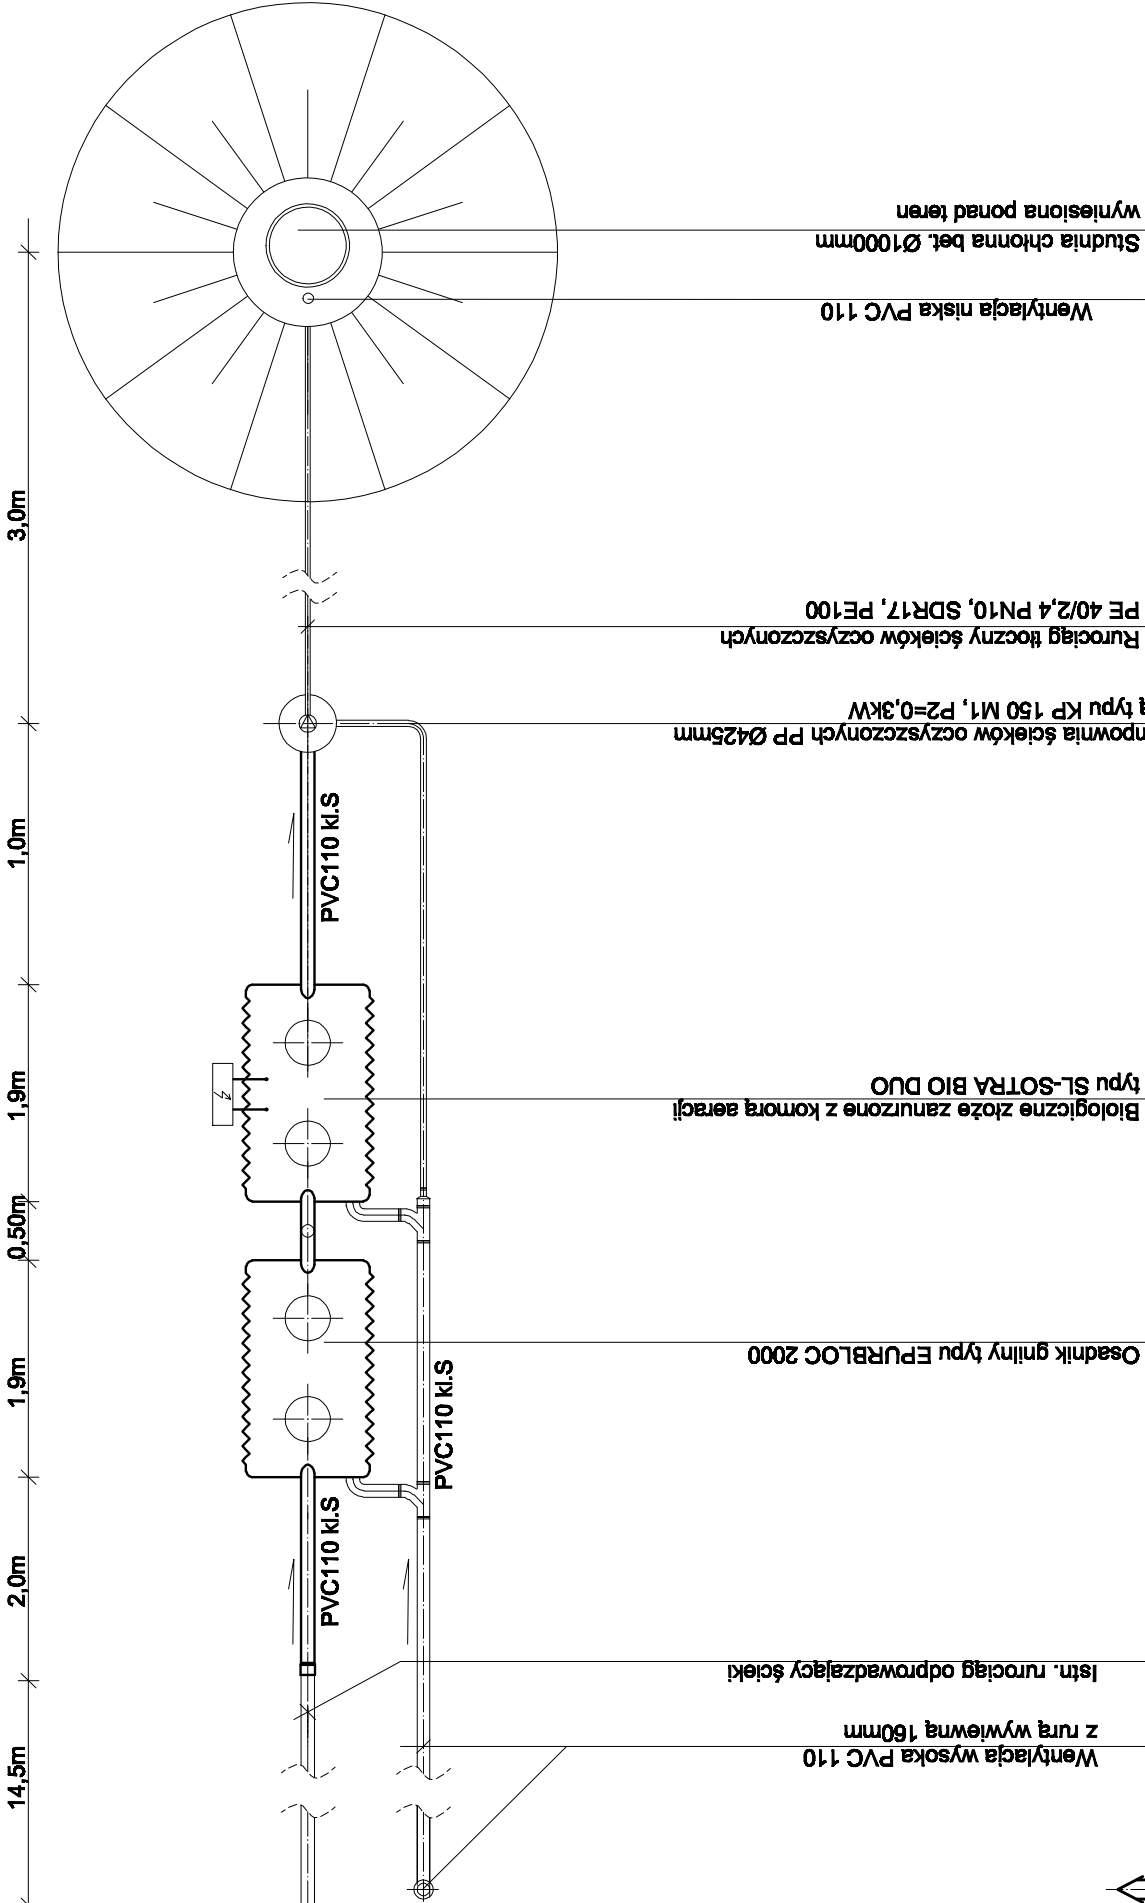 wyniesiona ponad teren
Studnia chłonna bet. Ø1000mm
Wentylacja niska PVC 110
3,0m
PE 40/2,4 PN10, SDR17, PE100
Rurociąg tłoczny ścieków oczyszczonych
typu KP 150 M1, P2=0,3kW
ścieków oczyszczonych PP Ø425mm
1,0m
PVC110 kl.S
1,9m
typu SL-SOTRA BIO DUO
Biologiczne złoże zanurzone z komorą aeracji
0,50m
Osadnik gnilny typu EPURBLOC 2000
1,9m
PVC110 kl.S
PVC110 kl.S
2,0m
Istn. rurociąg odprowadzający ścieki
z rurą wywiewną 160mm
Wentylacja wysoka PVC 110
14,5m